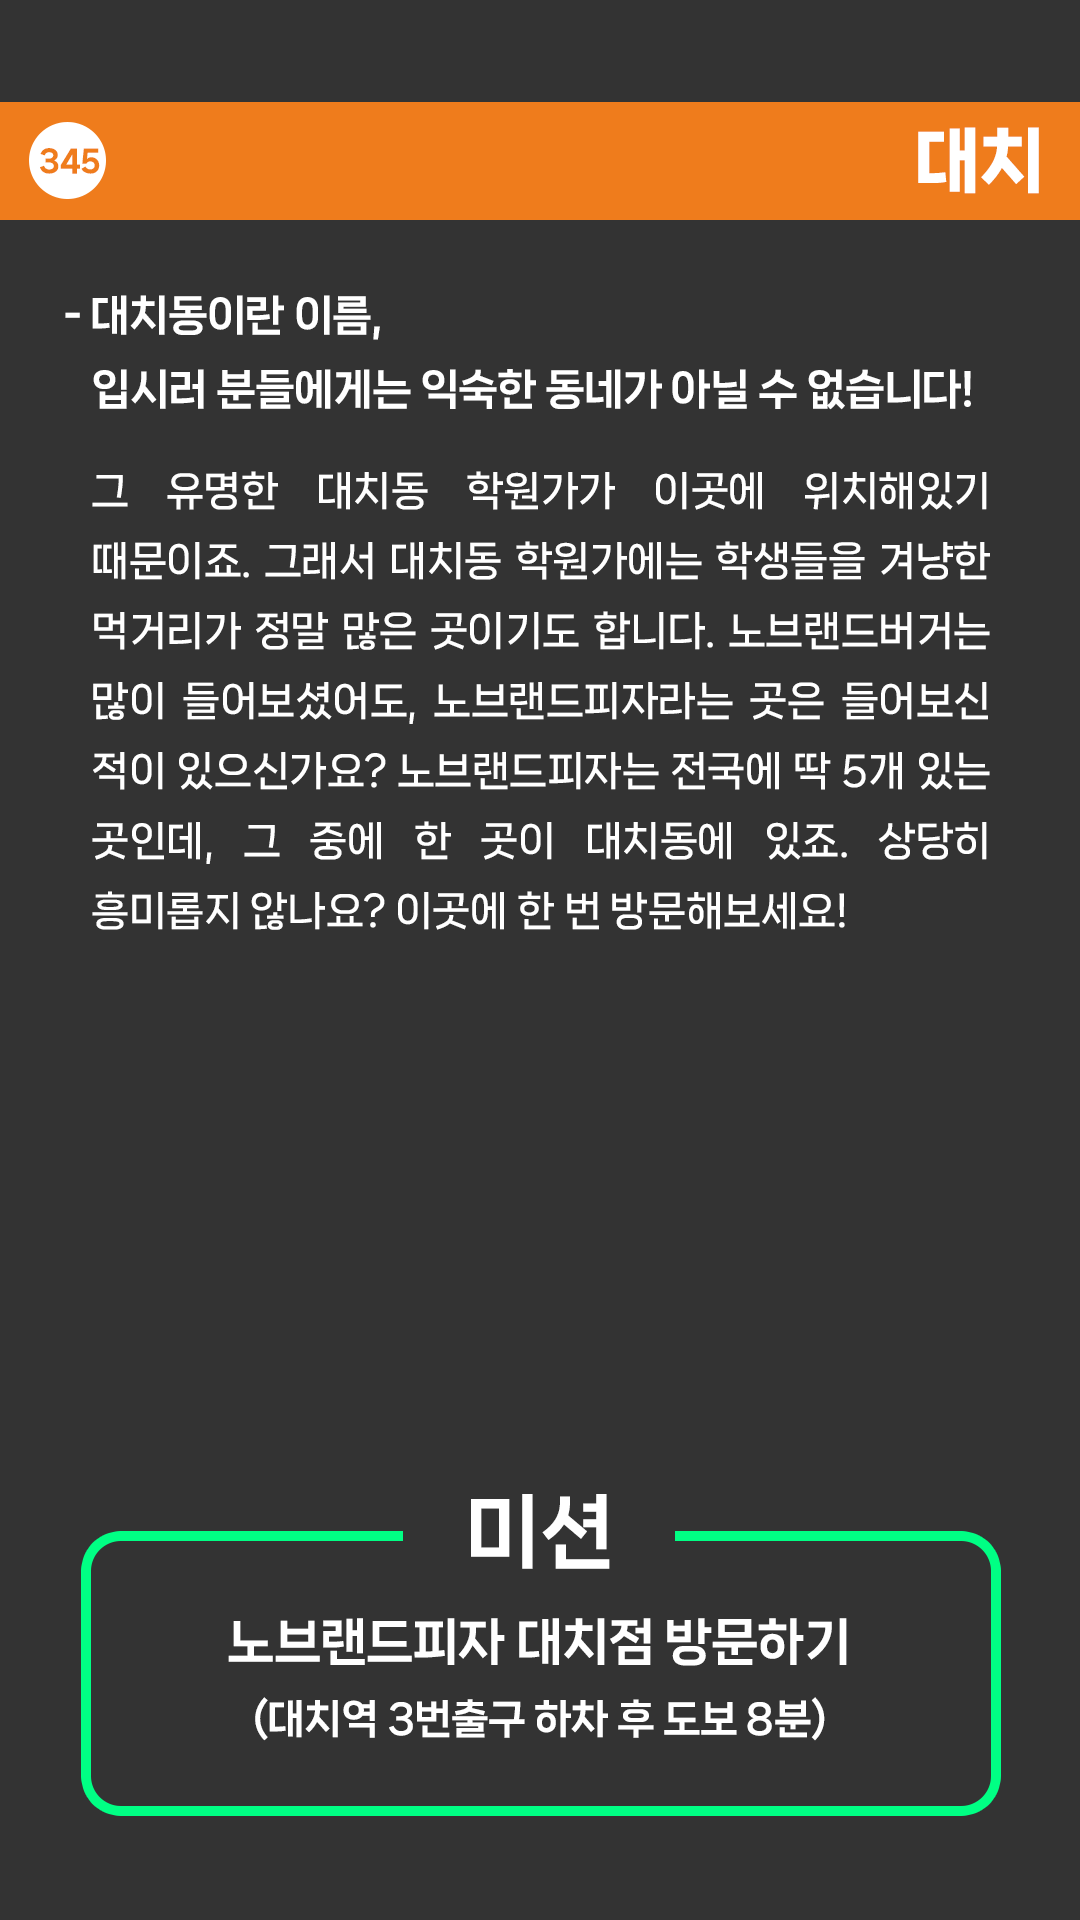 345
대치
- 대치동이란 이름,
입시러 분들에게는 익숙한 동네가 아닐 수 없습니다!
그 유명한 대치동 학원가가 이곳에 위치해있기
때문이죠. 그래서 대치동 학원가에는 학생들을 겨냥한
먹거리가 정말 많은 곳이기도 합니다. 노브랜드버거는
많이 들어보셨어도, 노브랜드피자라는 곳은 들어보신
적이 있으신가요? 노브랜드피자는 전국에 딱 5개 있는
곳인데, 그 중에 한 곳이 대치동에 있죠. 상당히
흥미롭지 않나요? 이곳에 한 번 방문해보세요!
미션
노브랜드피자 대치점 방문하기
(대치역 3번출구 하차 후 도보 8분)